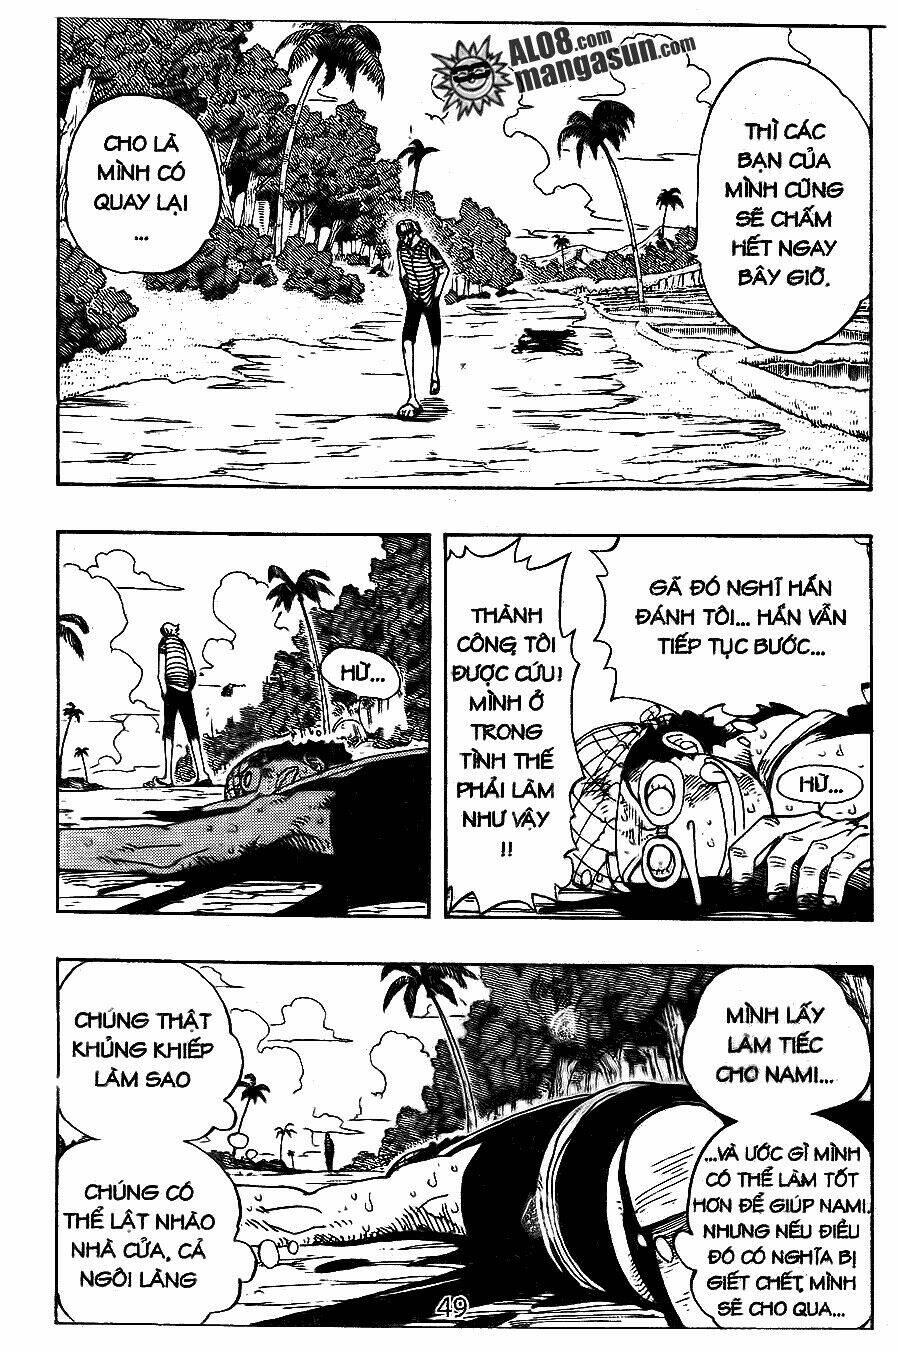 AL08.com
mangasun.com
THÌ CÁC
BẠN CỦA
MÌNH CŨNG
SẼ CHẤM
HẾT NGAY
BÂY GIỜ.
CHO LÀ
MÌNH CÓ
QUAY LẠI
...
GÃ ĐÓ NGHĨ HẮN
ĐÁNH TÔI... HẮN VẪN
TIẾP TỤC BƯỚC...
HỪ...
THÀNH
CÔNG, TÔI
ĐƯỢC CỨU!
MÌNH Ở
TRONG
TÌNH THẾ
PHẢI LÀM
NHƯ VẬY
!!
HỪ...
MÌNH LẤY
LÀM TIẾC
CHO NAMI...
...VÀ ƯỚC GÌ MÌNH
CÓ THỂ LÀM TỐT
HƠN ĐỂ GIÚP NAMI.
NHƯNG NẾU ĐIỀU
ĐÓ CÓ NGHĨA BỊ
GIẾT CHẾT, MÌNH
SẼ CHO QUA...
CHÚNG THẬT
KHỦNG KHIẾP
LÀM SAO
CHÚNG CÓ
THỂ LẬT NHÀO
NHÀ CỬA, CẢ
NGÔI LÀNG
49